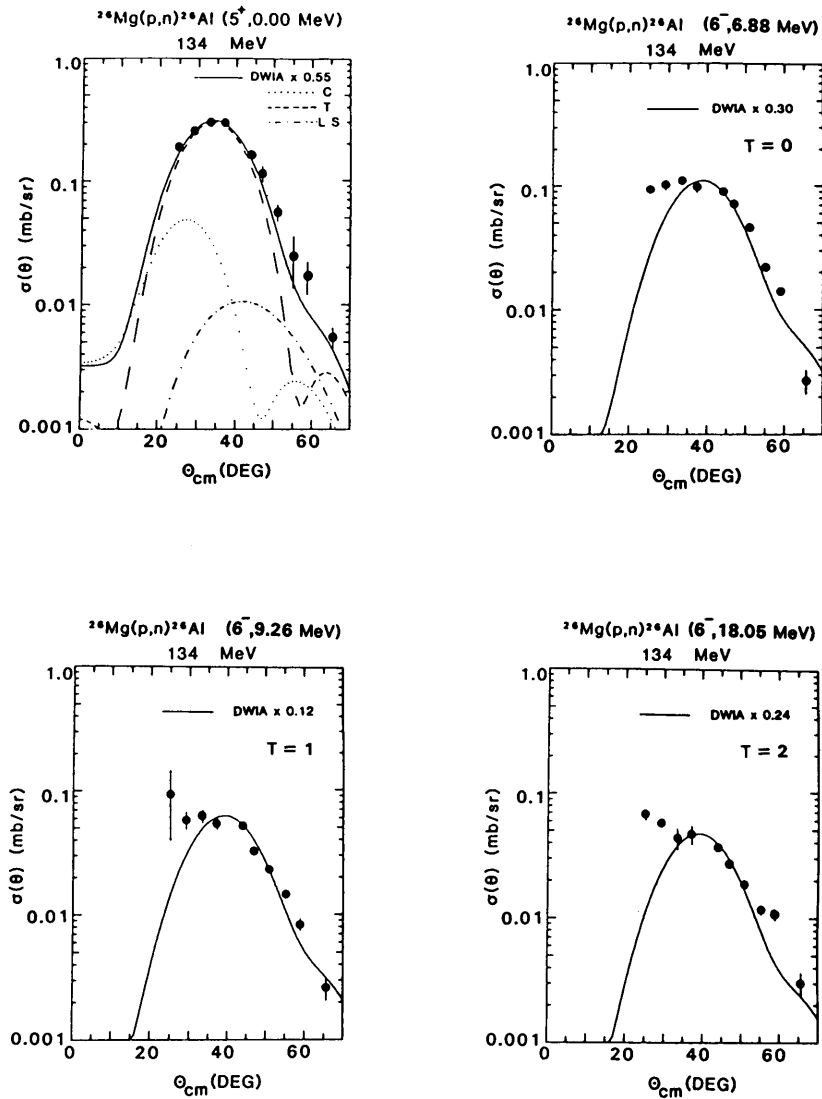 ²⁶Mg(p,n)²⁶Al (5⁺,0.00 MeV)
134 MeV
DWIA x 0.55
C
T
L S
1.0
0.1
0.01
0.001
σ(θ) (mb/sr)
0
20
40
60
Θcm(DEG)
²⁶Mg(p,n)²⁶Al (6⁻,6.88 MeV)
134 MeV
DWIA x 0.30
T = 0
1.0
0.1
0.01
0.001
σ(θ) (mb/sr)
0
20
40
60
Θcm(DEG)
²⁶Mg(p,n)²⁶Al (6⁻,9.26 MeV)
134 MeV
DWIA x 0.12
T = 1
1.0
0.1
0.01
0.001
σ(θ) (mb/sr)
0
20
40
60
Θcm(DEG)
²⁶Mg(p,n)²⁶Al (6⁻,18.05 MeV)
134 MeV
DWIA x 0.24
T = 2
1.0
0.1
0.01
0.001
σ(θ) (mb/sr)
0
20
40
60
Θcm(DEG)